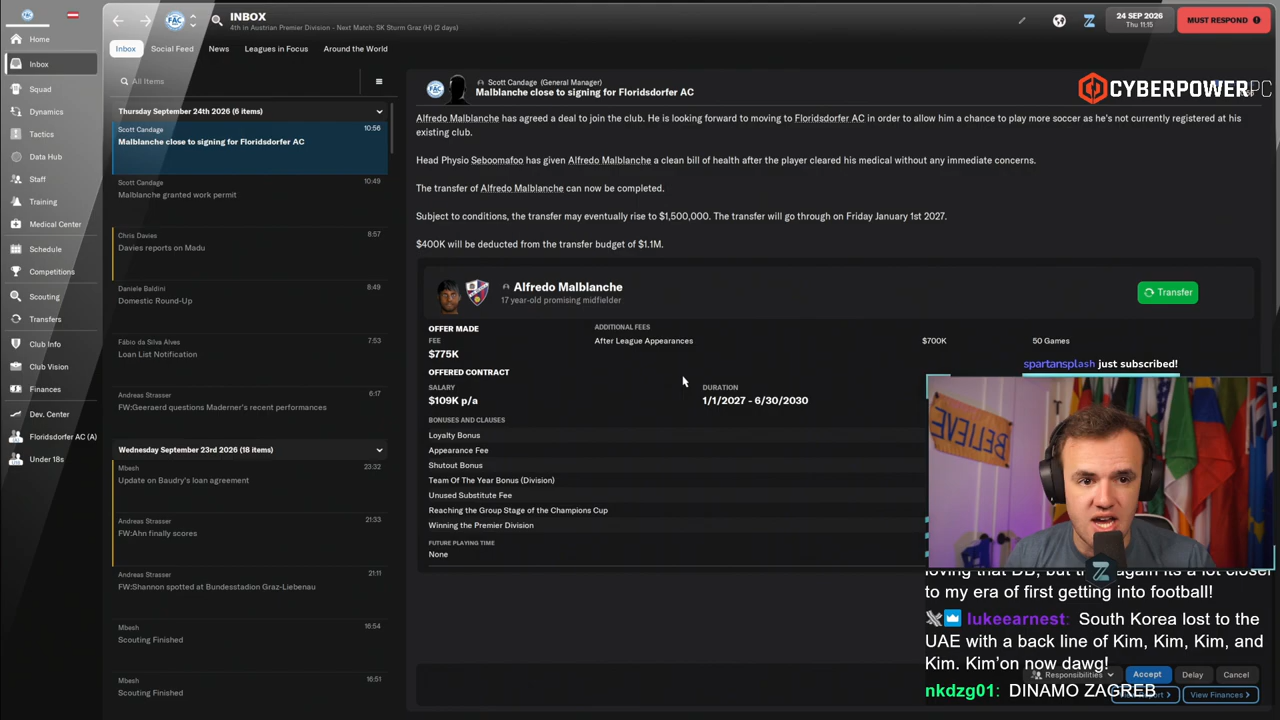 INBOX
4th in Austrian Premier Division - Next Match: SK Sturm Graz (H) (2 days)
24 SEP 2026
Thu 11:15
MUST RESPOND
Home
Inbox
Squad
Dynamics
Tactics
Data Hub
Staff
Training
Medical Center
Schedule
Competitions
Scouting
Transfers
Club Info
Club Vision
Finances
Dev. Center
Floridsdorfer AC (A)
Under 18s
Inbox
Social Feed
News
Leagues in Focus
Around the World
All Items
Thursday September 24th 2026 (6 items)
Scott Candage 10:56
Malblanche close to signing for Floridsdorfer AC
Scott Candage 10:49
Malblanche granted work permit
Chris Davies 8:57
Davies reports on Madu
Daniele Baldini 8:49
Domestic Round-Up
Fábio da Silva Alves 7:53
Loan List Notification
Andreas Strasser 6:17
FW:Geeraerd questions Maderner's recent performances
Wednesday September 23rd 2026 (18 items)
Mbesh 23:32
Update on Baudry's loan agreement
Andreas Strasser 21:33
FW:Ahn finally scores
Andreas Strasser 21:11
FW:Shannon spotted at Bundesstadion Graz-Liebenau
Mbesh 16:54
Scouting Finished
Mbesh 16:51
Scouting Finished
Scott Candage (General Manager)
Malblanche close to signing for Floridsdorfer AC
CYBERPOWERPC
Alfredo Malblanche has agreed a deal to join the club. He is looking forward to moving to Floridsdorfer AC in order to allow him a chance to play more soccer as he's not currently registered at his
existing club.
Head Physio Seboomafoo has given Alfredo Malblanche a clean bill of health after the player cleared his medical without any immediate concerns.
The transfer of Alfredo Malblanche can now be completed.
Subject to conditions, the transfer may eventually rise to $1,500,000. The transfer will go through on Friday January 1st 2027.
$400K will be deducted from the transfer budget of $1.1M.
Alfredo Malblanche
17 year-old promising midfielder
Transfer
OFFER MADE
FEE
$775K
ADDITIONAL FEES
After League Appearances $700K 50 Games
OFFERED CONTRACT
SALARY
$109K p/a
DURATION
1/1/2027 - 6/30/2030
BONUSES AND CLAUSES
Loyalty Bonus
Appearance Fee
Shutout Bonus
Team Of The Year Bonus (Division)
Unused Substitute Fee
Reaching the Group Stage of the Champions Cup
Winning the Premier Division
FUTURE PLAYING TIME
None
spartansplash just subscribed!
BELIEVE
to my era of first getting into football!
lukeearnest: South Korea lost to the
UAE with a back line of Kim, Kim, Kim, and
Kim. Kim'on now dawg!
nkdzg01: DINAMO ZAGREB
Responsibilities
Accept
Delay
Cancel
View Finances